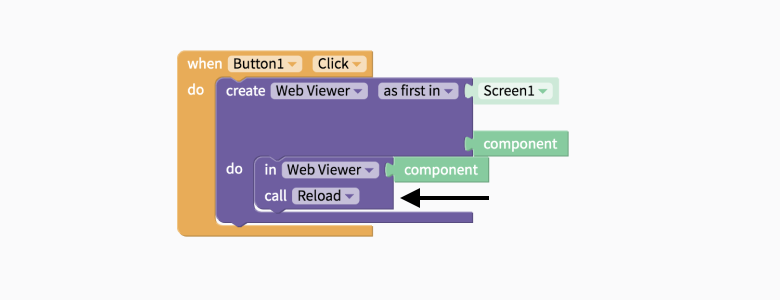 when Button1 Click
do create Web Viewer as first in Screen1
component
do in Web Viewer component
call Reload